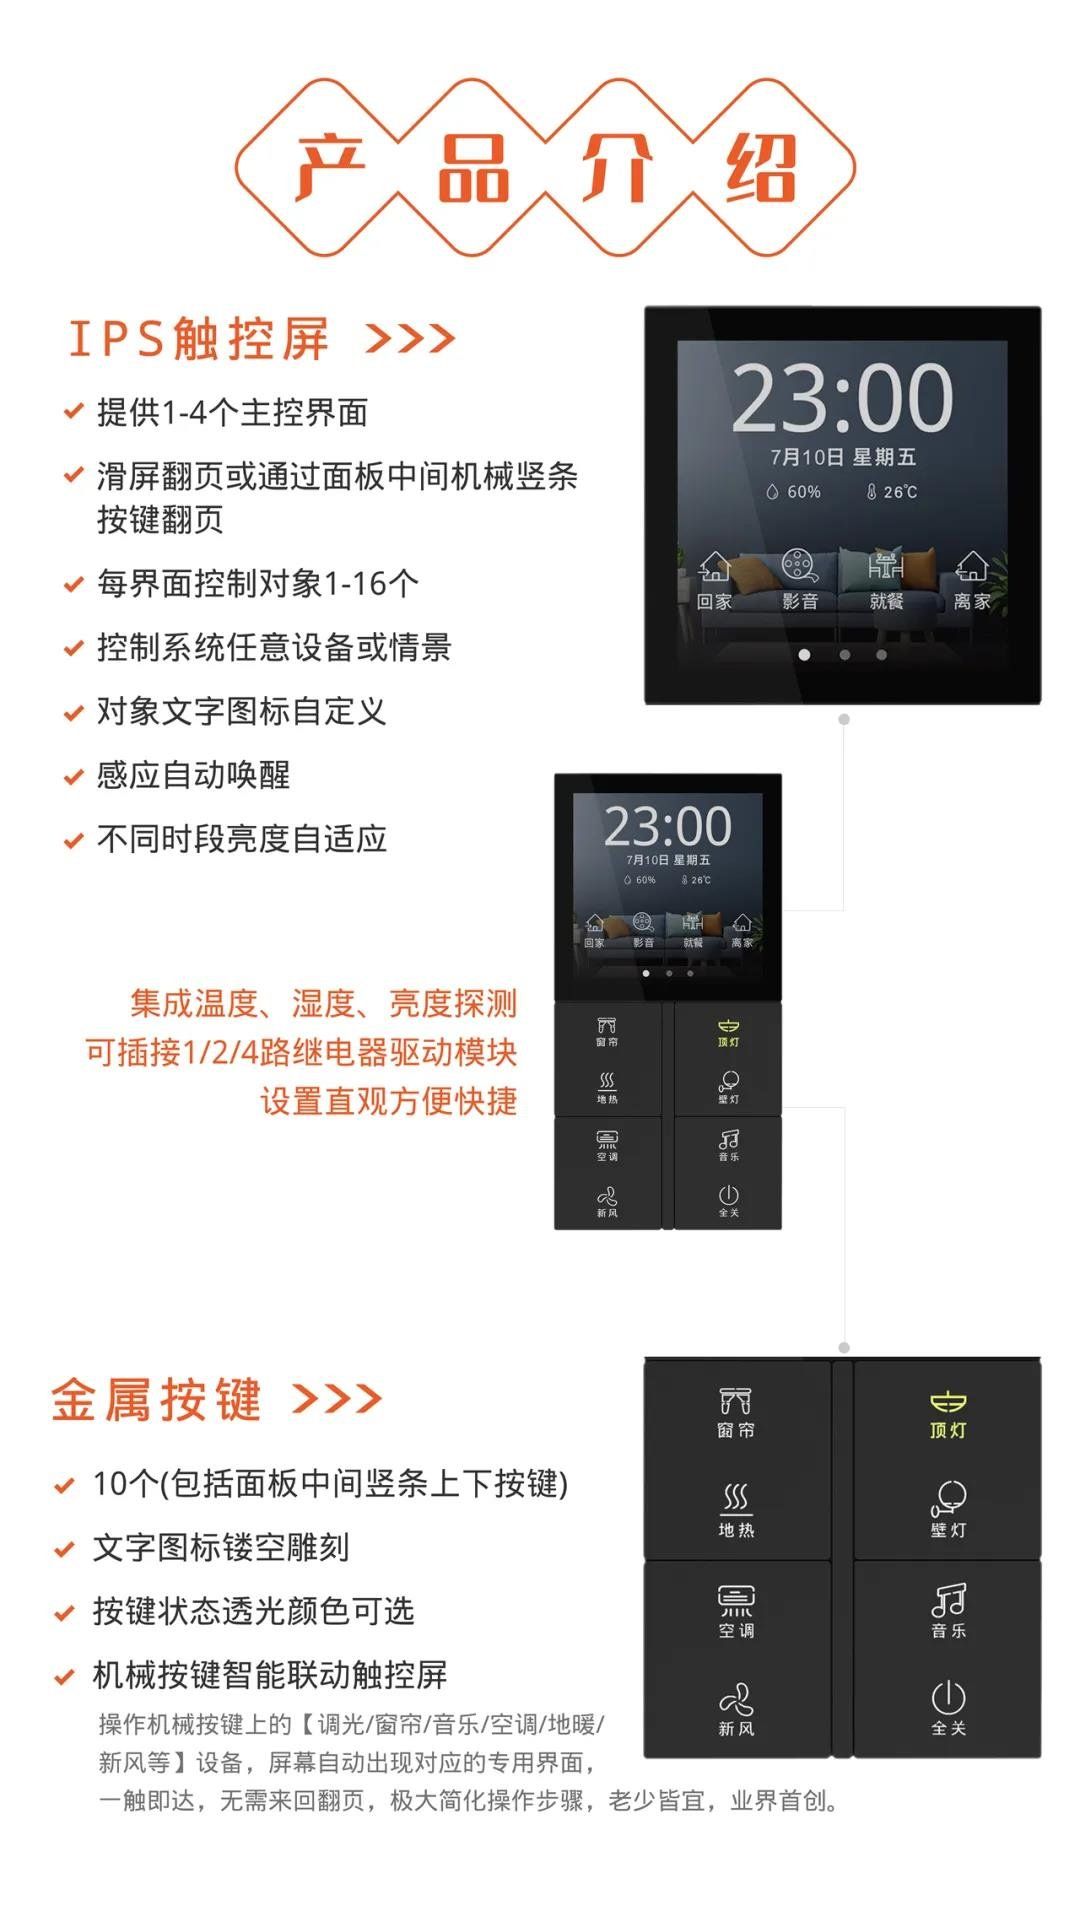 产品介绍
IPS触控屏 >>>
提供1-4个主控界面
滑屏翻页或通过面板中间机械竖条
按键翻页
每界面控制对象1-16个
控制系统任意设备或情景
对象文字图标自定义
感应自动唤醒
不同时段亮度自适应
23:00
7月10日 星期五
60% 26℃
回家 影音 就餐 离家
集成温度、湿度、亮度探测
可插接1/2/4路继电器驱动模块
设置直观方便快捷
23:00
7月10日 星期五
60% 26℃
回家 影音 就餐 离家
窗帘 顶灯
地热 壁灯
空调 音乐
新风 全关
金属按键 >>>
10个(包括面板中间竖条上下按键)
文字图标镂空雕刻
按键状态透光颜色可选
机械按键智能联动触控屏
操作机械按键上的【调光/窗帘/音乐/空调/地暖/
新风等】设备，屏幕自动出现对应的专用界面，
一触即达，无需来回翻页，极大简化操作步骤，老少皆宜，业界首创。
窗帘 顶灯
地热 壁灯
空调 音乐
新风 全关